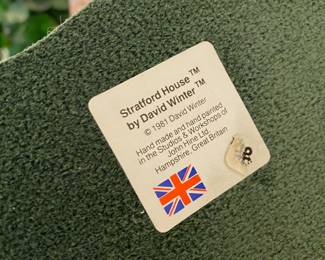 Stratford House™
by David Winter™
© 1981 David Winter
Hand made and hand painted
in the Studios & Workshops of
John Hine Ltd.
Hampshire, Great Britain